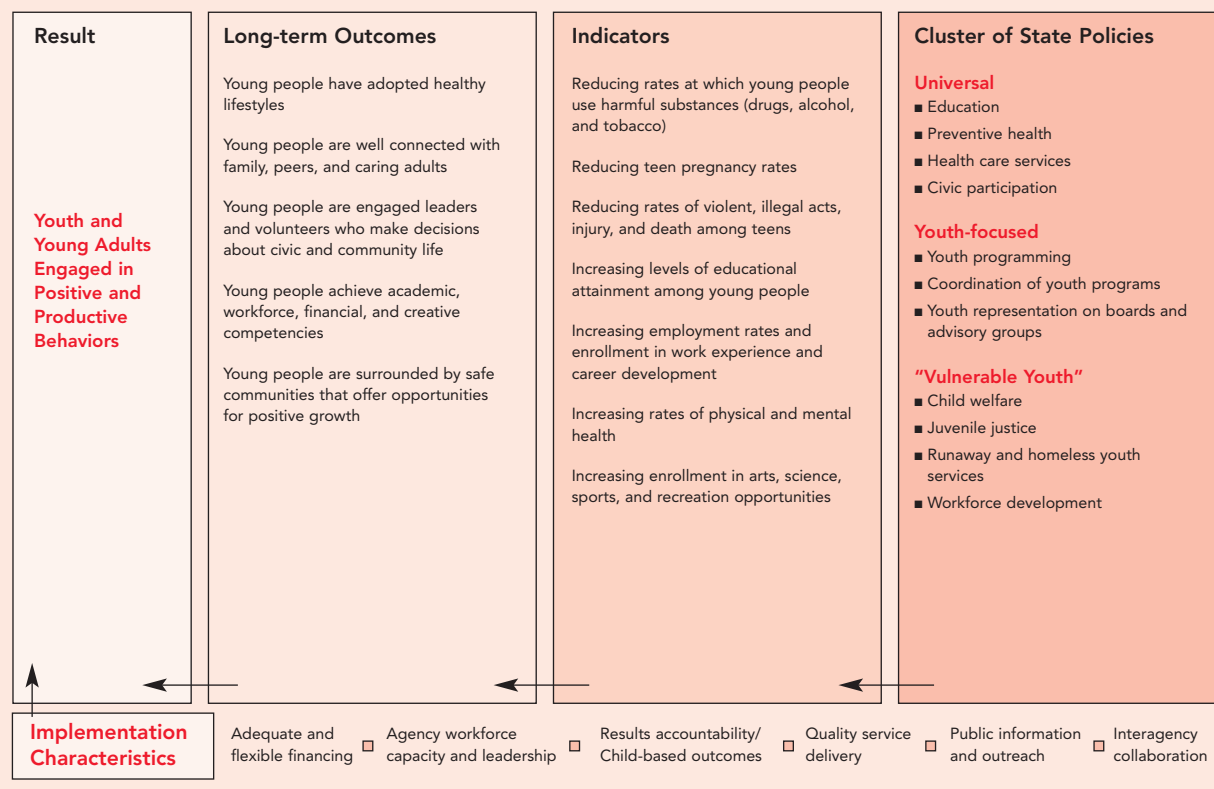 Result
Youth and
Young Adults
Engaged in
Positive and
Productive
Behaviors
Long-term Outcomes
Young people have adopted healthy
lifestyles
Young people are well connected with
family, peers, and caring adults
Young people are engaged leaders
and volunteers who make decisions
about civic and community life
Young people achieve academic,
workforce, financial, and creative
competencies
Young people are surrounded by safe
communities that offer opportunities
for positive growth
Indicators
Reducing rates at which young people
use harmful substances (drugs, alcohol,
and tobacco)
Reducing teen pregnancy rates
Reducing rates of violent, illegal acts,
injury, and death among teens
Increasing levels of educational
attainment among young people
Increasing employment rates and
enrollment in work experience and
career development
Increasing rates of physical and mental
health
Increasing enrollment in arts, science,
sports, and recreation opportunities
Cluster of State Policies
Universal
■ Education
■ Preventive health
■ Health care services
■ Civic participation
Youth-focused
■ Youth programming
■ Coordination of youth programs
■ Youth representation on boards and
advisory groups
“Vulnerable Youth”
■ Child welfare
■ Juvenile justice
■ Runaway and homeless youth
services
■ Workforce development
Implementation
Characteristics
Adequate and
flexible financing
Agency workforce
capacity and leadership
Results accountability/
Child-based outcomes
Quality service
delivery
Public information
and outreach
Interagency
collaboration